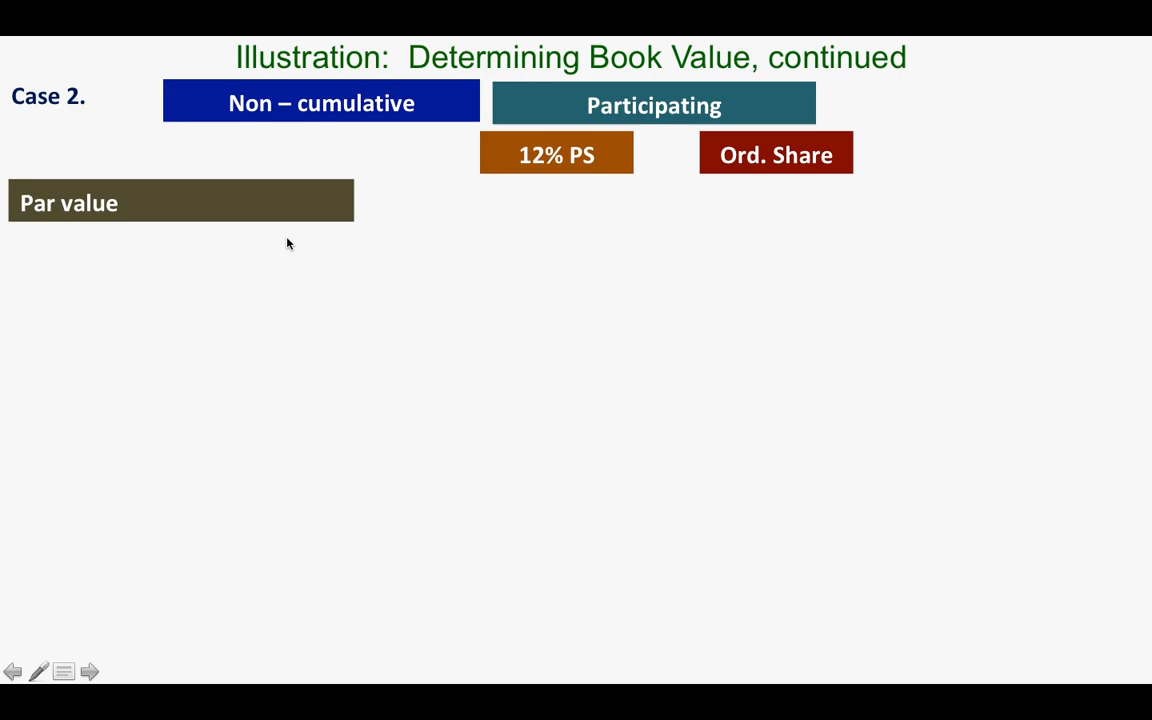 Illustration: Determining Book Value, continued
Case 2.
Non – cumulative
Participating
12% PS
Ord. Share
Par value